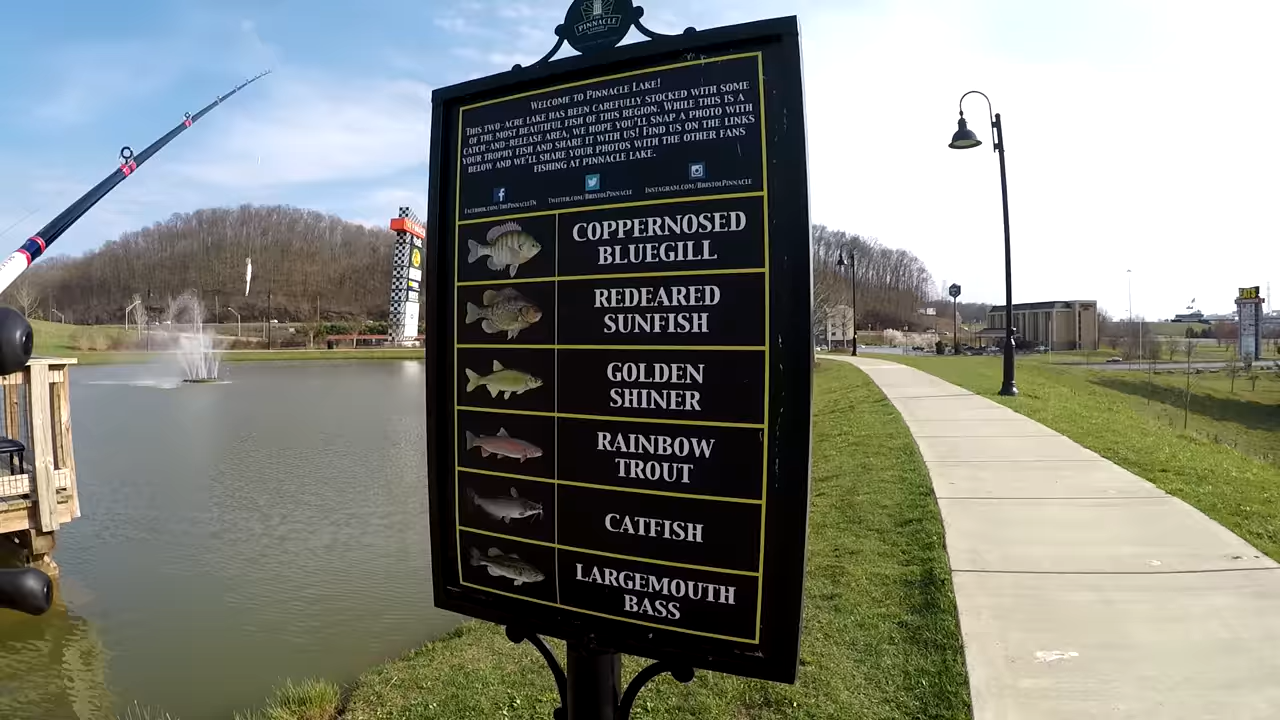 THE
PINNACLE
WELCOME TO PINNACLE LAKE!
THIS TWO-ACRE LAKE HAS BEEN CAREFULLY STOCKED WITH SOME
OF THE MOST BEAUTIFUL FISH OF THIS REGION. WHILE THIS IS A
CATCH-AND-RELEASE AREA, WE HOPE YOU'LL SNAP A PHOTO WITH
YOUR TROPHY FISH AND SHARE IT WITH US! FIND US ON THE LINKS
BELOW AND WE'LL SHARE YOUR PHOTOS WITH THE OTHER FANS
FISHING AT PINNACLE LAKE.
FACEBOOK.COM/THEPINNACLETN TWITTER.COM/BRISTOLPINNACLE INSTAGRAM.COM/BRISTOLPINNACLE
COPPERNOSED
BLUEGILL
REDEARED
SUNFISH
GOLDEN
SHINER
RAINBOW
TROUT
CATFISH
LARGEMOUTH
BASS
EATS